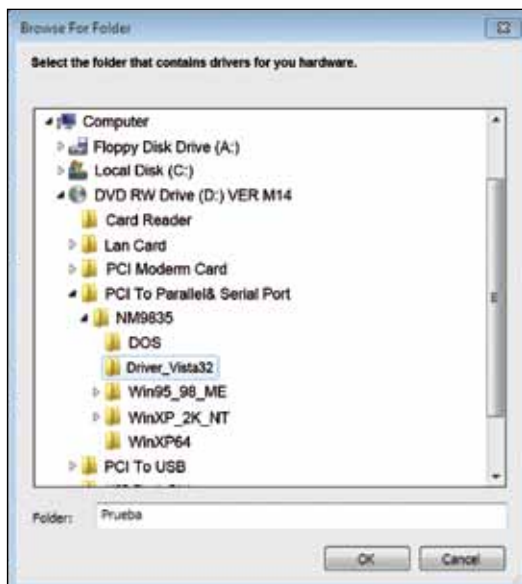 Browse For Folder
Select the folder that contains drivers for you hardware.
Computer
Floppy Disk Drive (A:)
Local Disk (C:)
DVD RW Drive (D:) VER M14
Card Reader
Lan Card
PCI Moderm Card
PCI To Parallel& Serial Port
NM9835
DOS
Driver_Vista32
Win95_98_ME
WinXP_2K_NT
WinXP64
PCI To USB
Folder: Prueba
OK Cancel